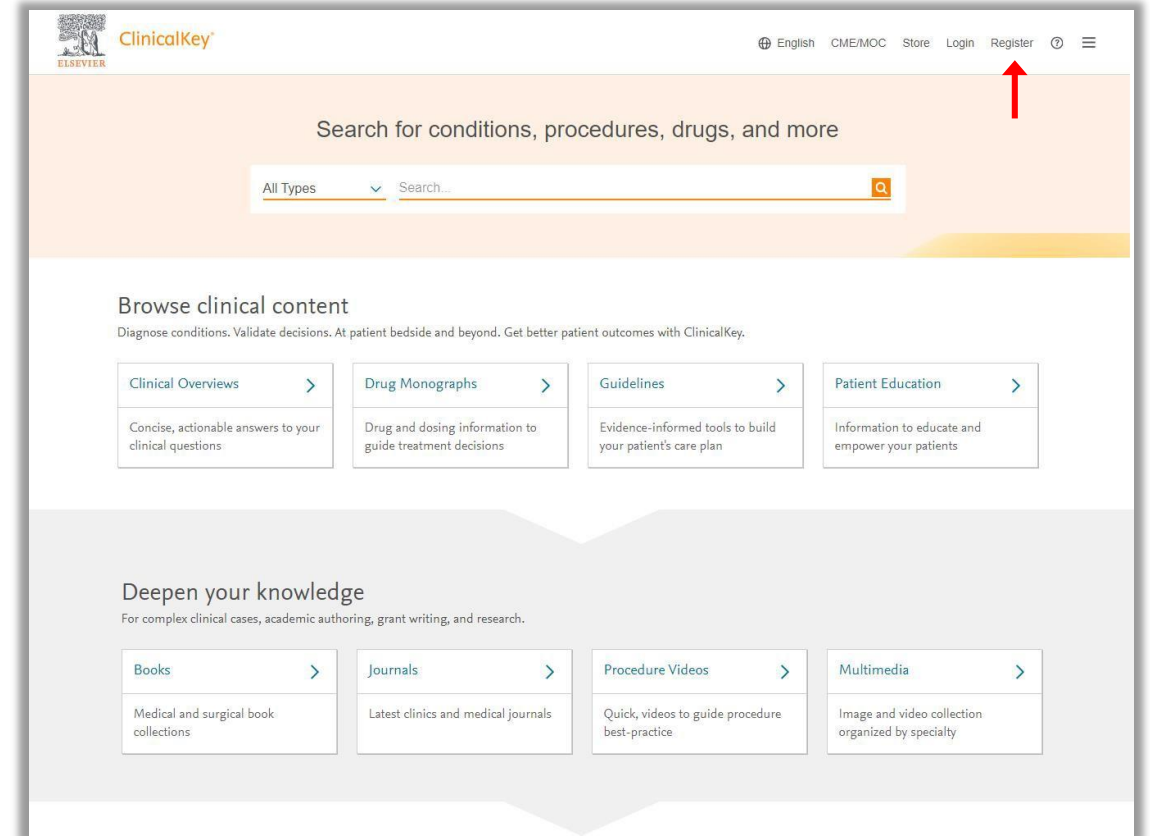 ELSEVIER
ClinicalKey®
English CME/MOC Store Login Register ?
Search for conditions, procedures, drugs, and more
All Types Search...
Browse clinical content
Diagnose conditions. Validate decisions. At patient bedside and beyond. Get better patient outcomes with ClinicalKey.
Clinical Overviews
Concise, actionable answers to your
clinical questions
Drug Monographs
Drug and dosing information to
guide treatment decisions
Guidelines
Evidence-informed tools to build
your patient's care plan
Patient Education
Information to educate and
empower your patients
Deepen your knowledge
For complex clinical cases, academic authoring, grant writing, and research.
Books
Medical and surgical book
collections
Journals
Latest clinics and medical journals
Procedure Videos
Quick, videos to guide procedure
best-practice
Multimedia
Image and video collection
organized by specialty